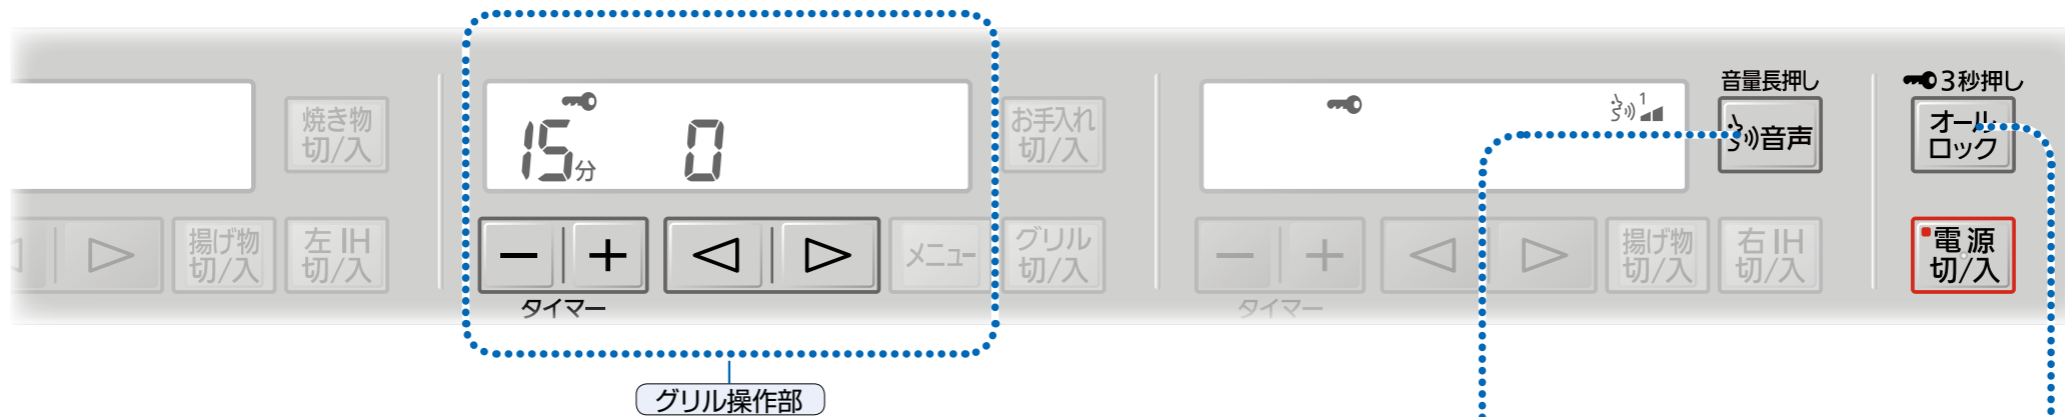 焼き物
切/入
揚げ物
切/入
左 IH
切/入
15分 0
お手入れ
切/入
− +
タイマー
メニュー
グリル
切/入
グリル操作部
1
− +
タイマー
揚げ物
切/入
右 IH
切/入
音量長押し
音声
3秒押し
オール
ロック
電源
切/入